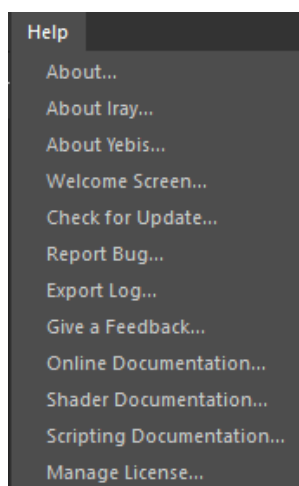 Help
About...
About Iray...
About Yebis...
Welcome Screen...
Check for Update...
Report Bug...
Export Log...
Give a Feedback...
Online Documentation...
Shader Documentation...
Scripting Documentation...
Manage License...